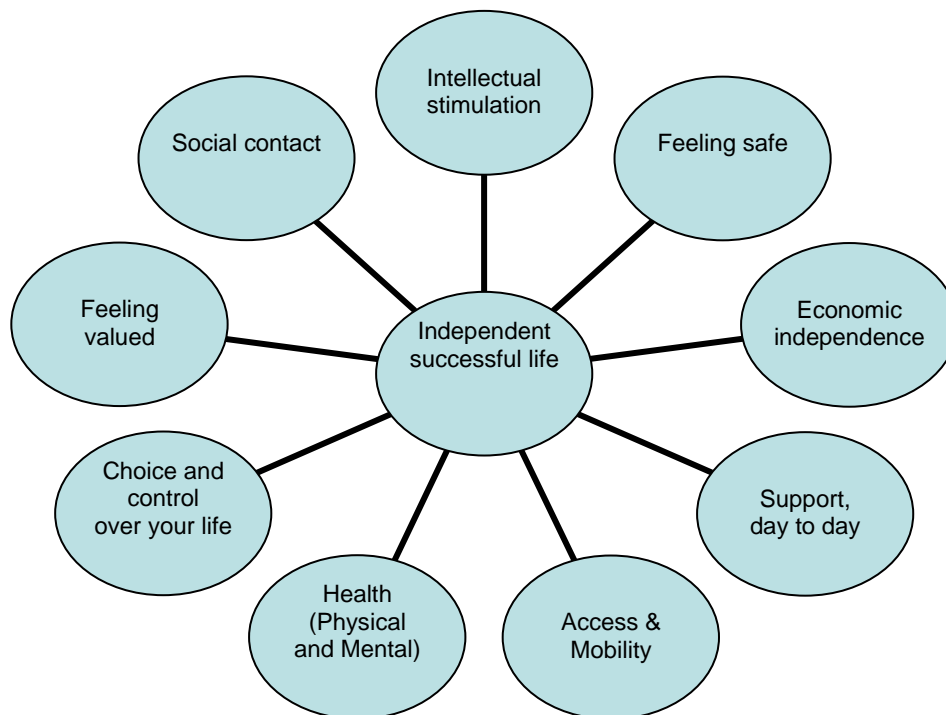 Intellectual
stimulation
Social contact
Feeling safe
Feeling
valued
Independent
successful life
Economic
independence
Choice and
control
over your life
Support,
day to day
Health
(Physical
and Mental)
Access &
Mobility